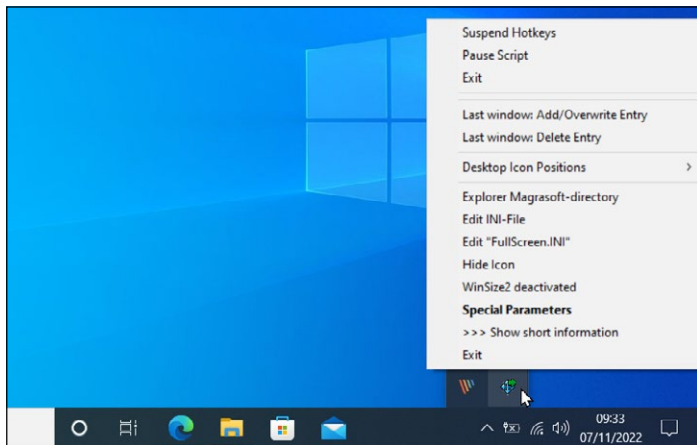 Suspend Hotkeys
Pause Script
Exit
Last window: Add/Overwrite Entry
Last window: Delete Entry
Desktop Icon Positions
Explorer Magrasoft-directory
Edit INI-File
Edit "FullScreen.INI"
Hide Icon
WinSize2 deactivated
Special Parameters
>>> Show short information
Exit
09:33
07/11/2022